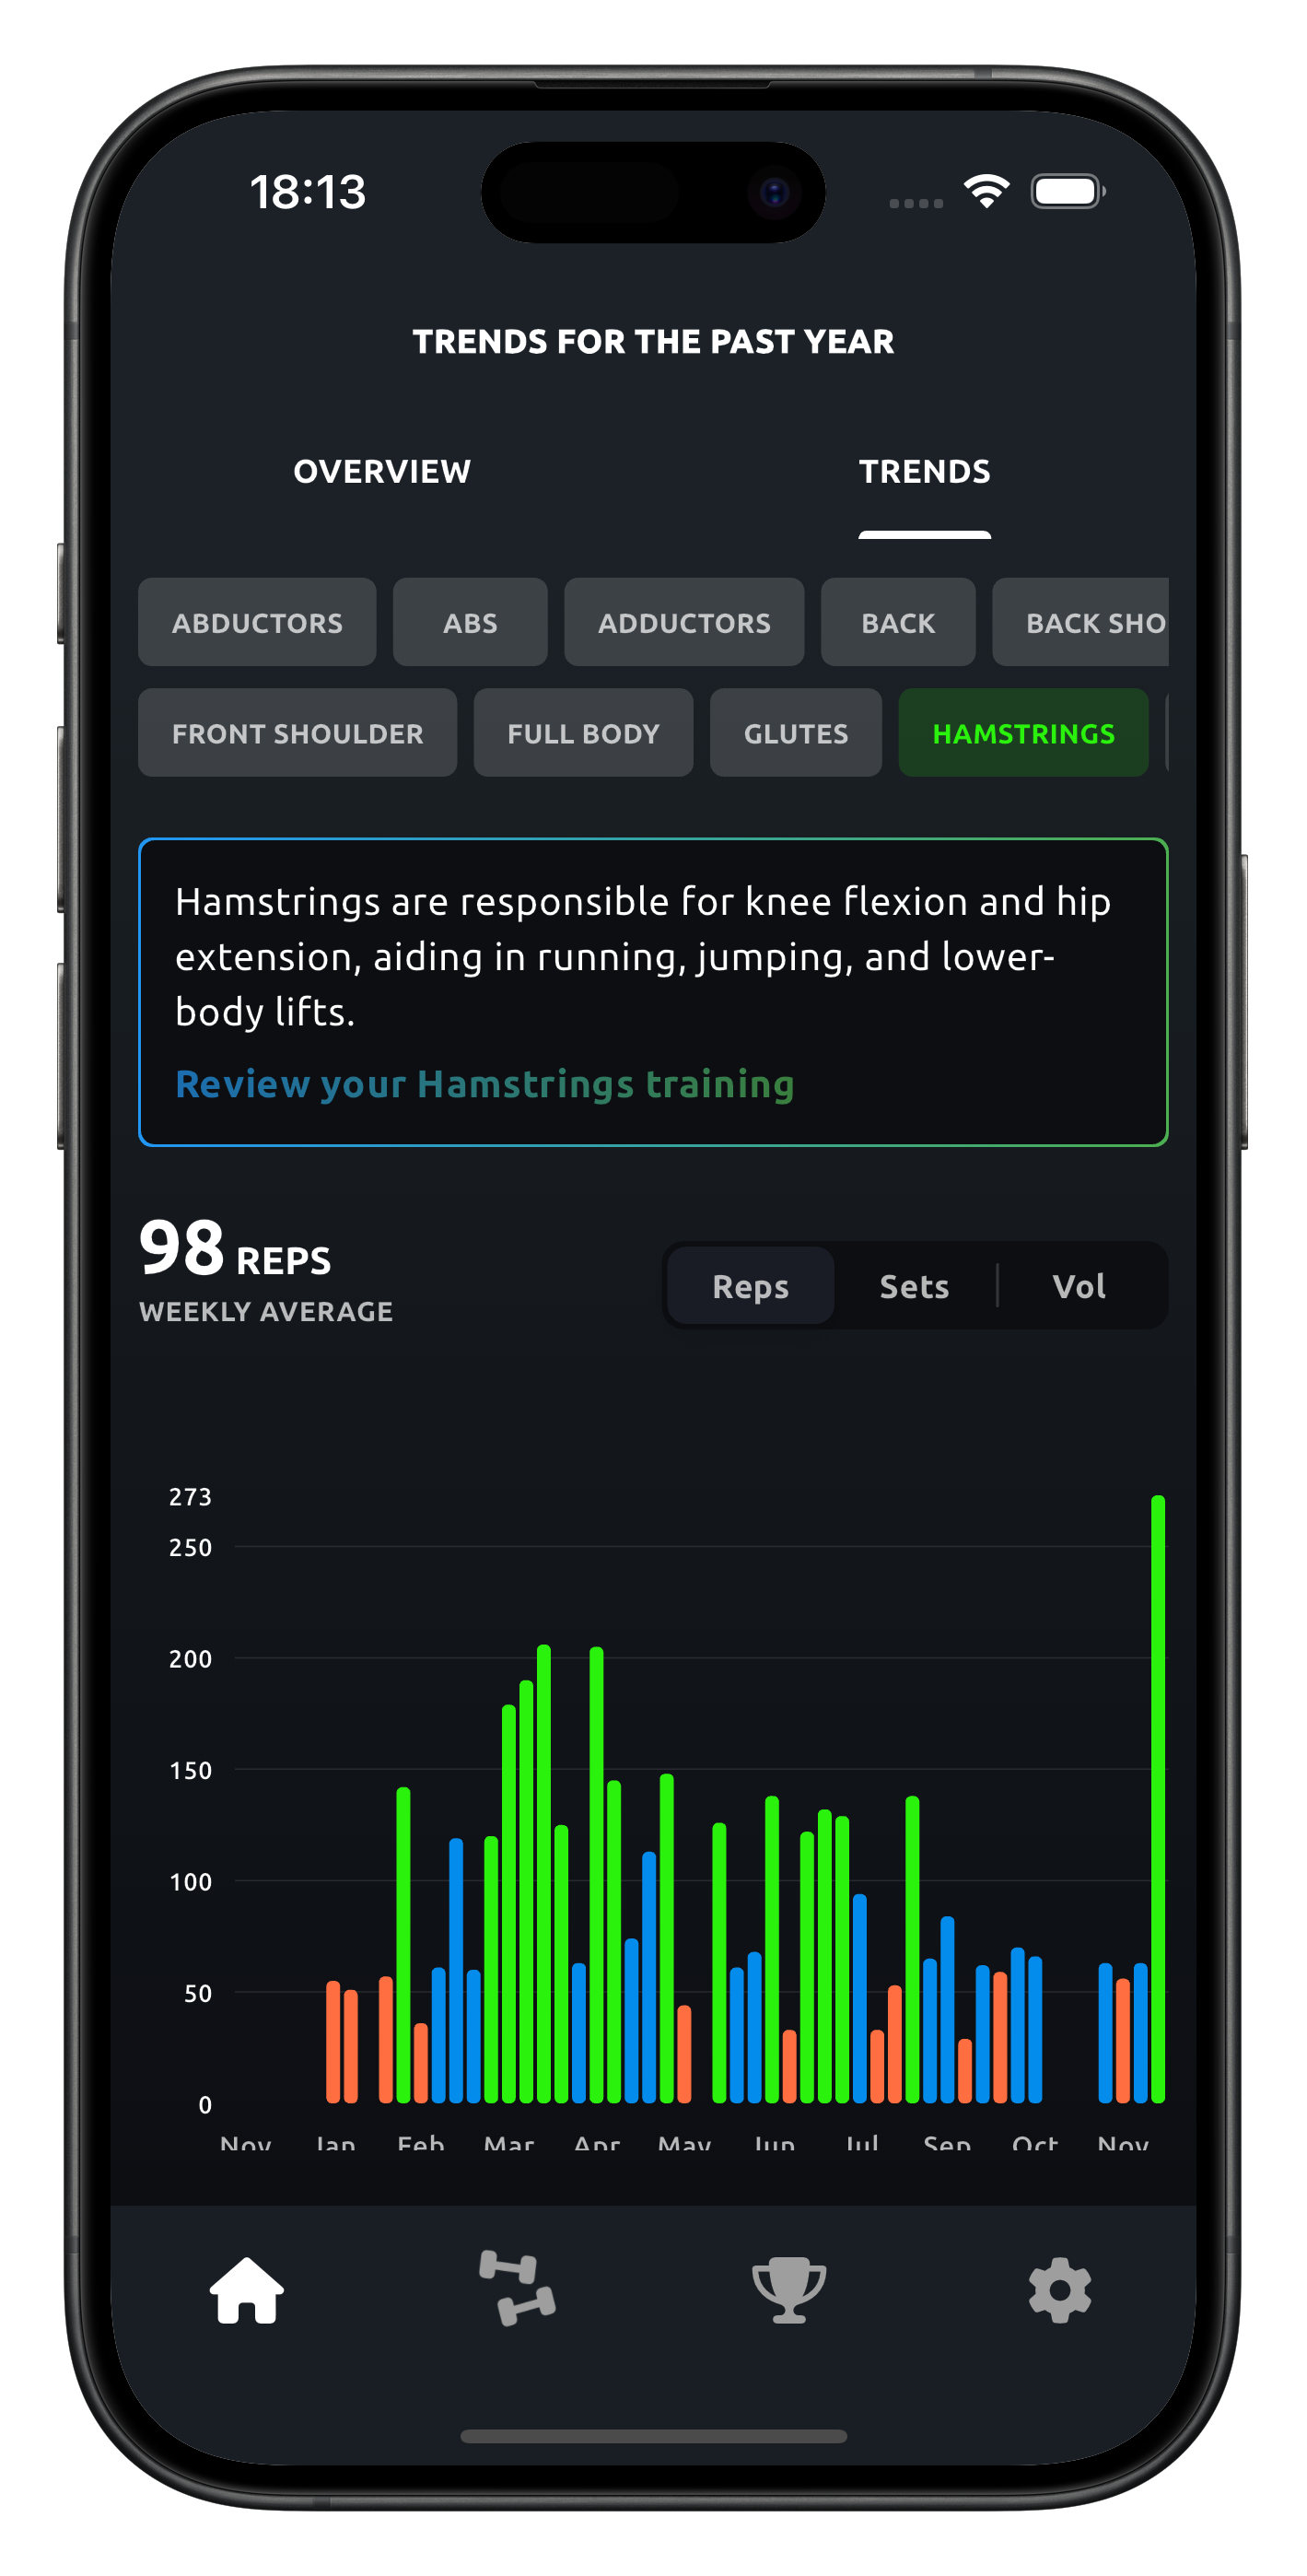 18:13
TRENDS FOR THE PAST YEAR
OVERVIEW TRENDS
ABDUCTORS ABS ADDUCTORS BACK BACK SHO
FRONT SHOULDER FULL BODY GLUTES HAMSTRINGS
Hamstrings are responsible for knee flexion and hip
extension, aiding in running, jumping, and lower-
body lifts.
Review your Hamstrings training
98 REPS
WEEKLY AVERAGE
Reps Sets Vol
273
250
200
150
100
50
0
Nov Jan Feb Mar Apr May Jun Jul Sep Oct Nov